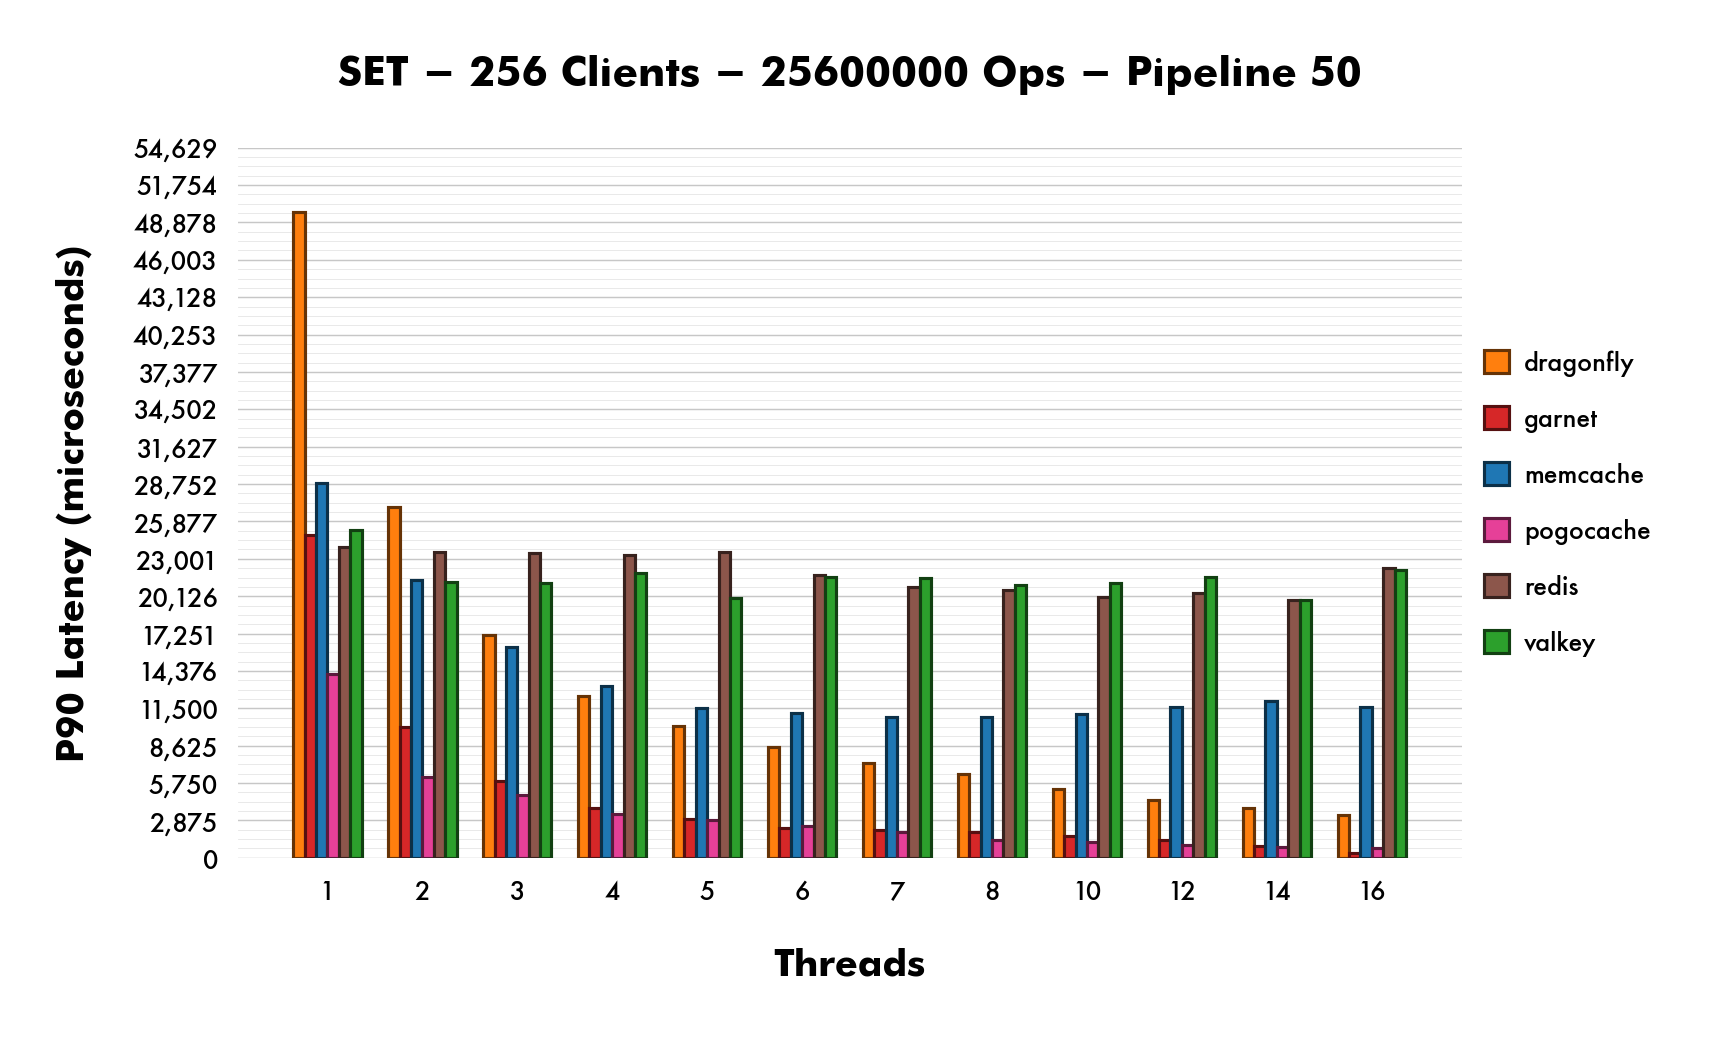 SET – 256 Clients – 25600000 Ops – Pipeline 50
P90 Latency (microseconds)
54,629
51,754
48,878
46,003
43,128
40,253
37,377
34,502
31,627
28,752
25,877
23,001
20,126
17,251
14,376
11,500
8,625
5,750
2,875
0
1 2 3 4 5 6 7 8 10 12 14 16
Threads
dragonfly
garnet
memcache
pogocache
redis
valkey